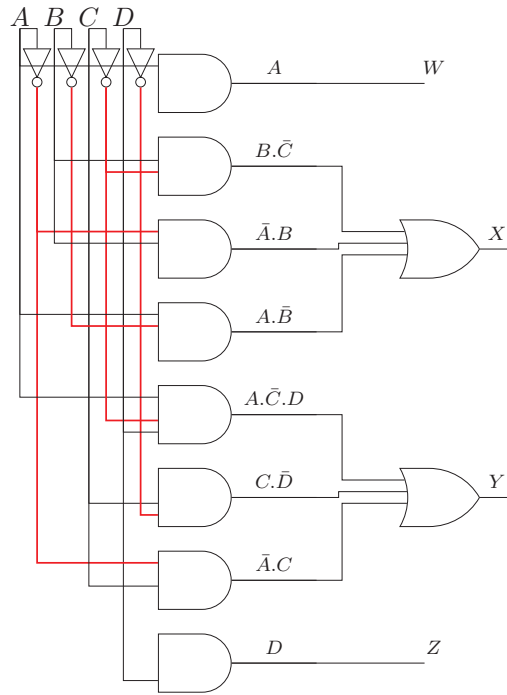 A B C D
A W
B.C̄
Ā.B X
A.B̄
A.C̄.D
C.D̄ Y
Ā.C
D Z